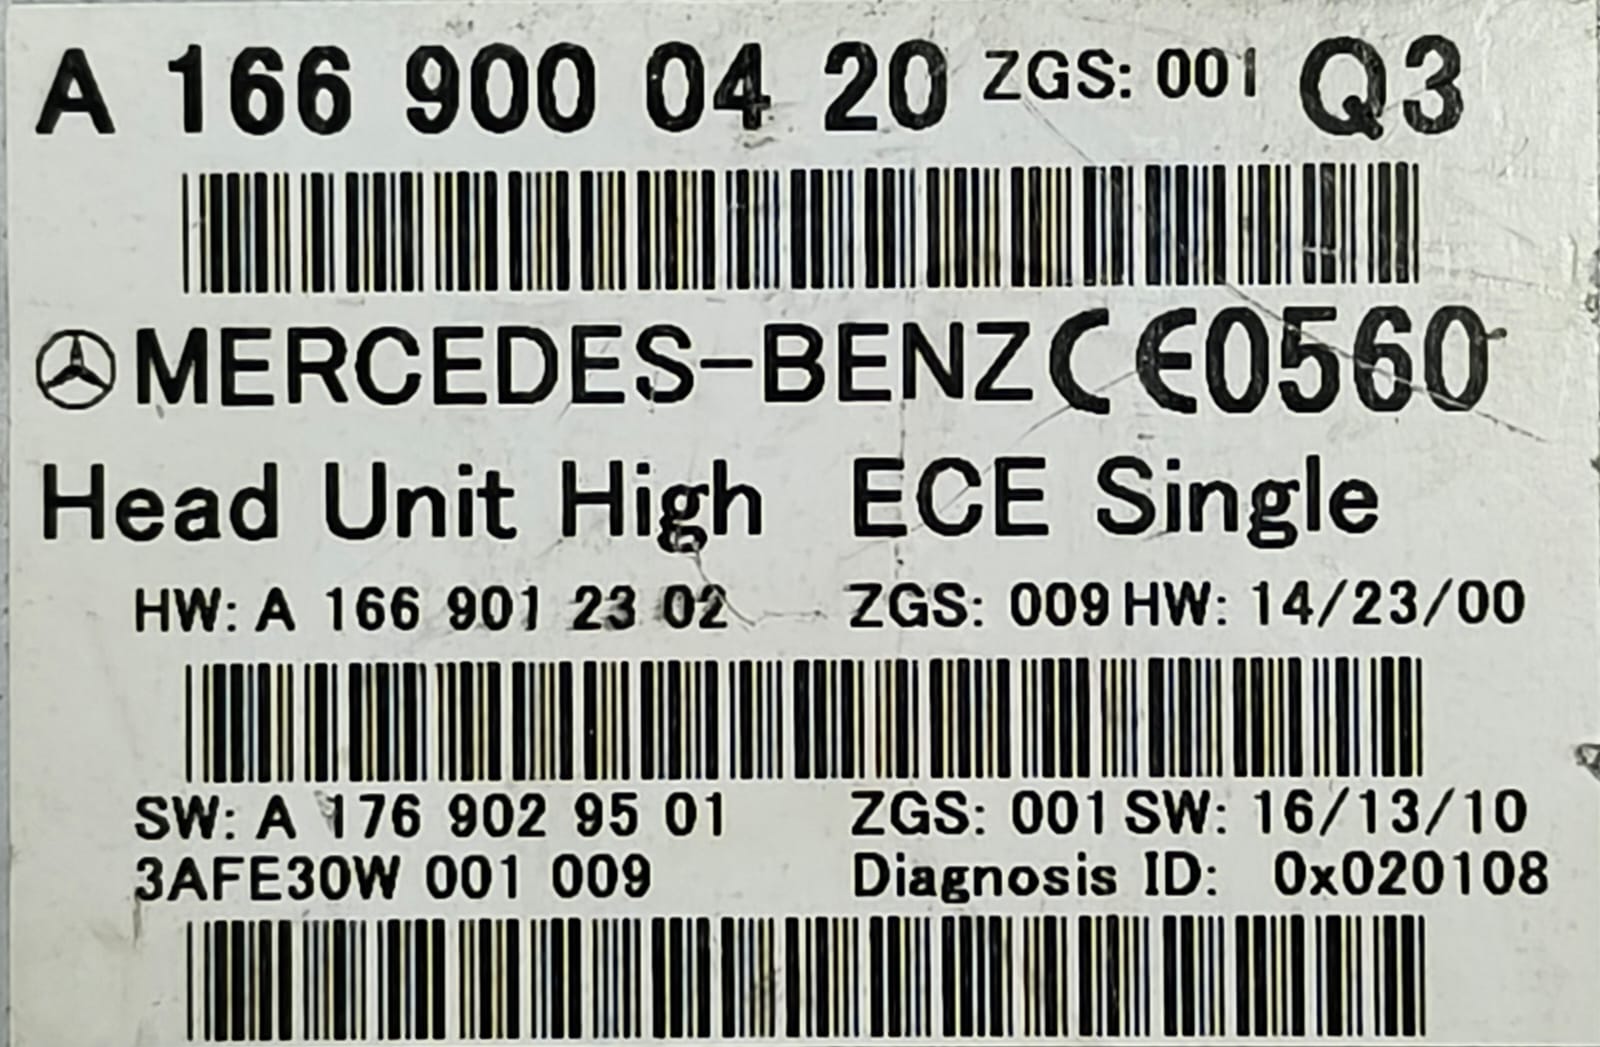 A 166 900 04 20 ZGS: 001 Q3
MERCEDES-BENZ CE0560
Head Unit High ECE Single
HW: A 166 901 23 02 ZGS: 009 HW: 14/23/00
SW: A 176 902 95 01 ZGS: 001 SW: 16/13/10
3AFE30W 001 009 Diagnosis ID: 0x020108